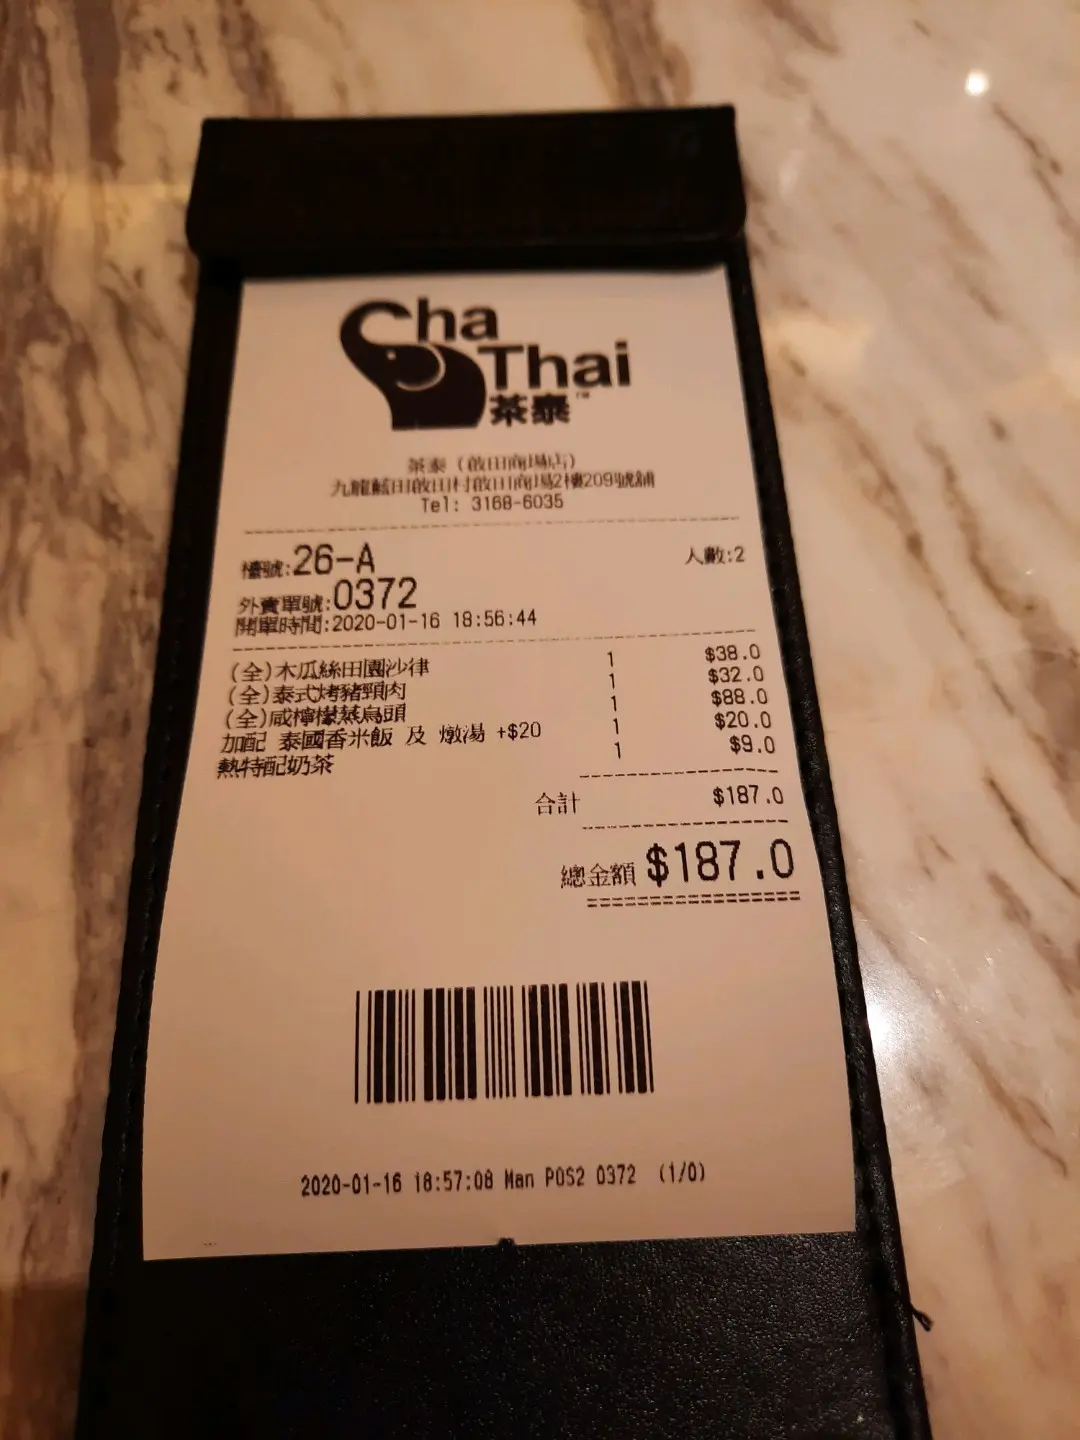 Cha
Thai
茶泰™
茶泰（啟田商場店）
九龍藍田啟田村啟田商場2樓209號舖
Tel: 3168-6035
檯號:26-A 人數:2
外賣單號:0372
開單時間:2020-01-16 18:56:44
(全)木瓜絲田園沙律 1 $38.0
(全)泰式烤豬頸肉 1 $32.0
(全)咸檸檬蒸烏頭 1 $88.0
加配 泰國香米飯 及 燉湯 +$20 1 $20.0
熱特配奶茶 1 $9.0
合計 $187.0
總金額 $187.0
2020-01-16 18:57:08 Man POS2 0372 (1/0)